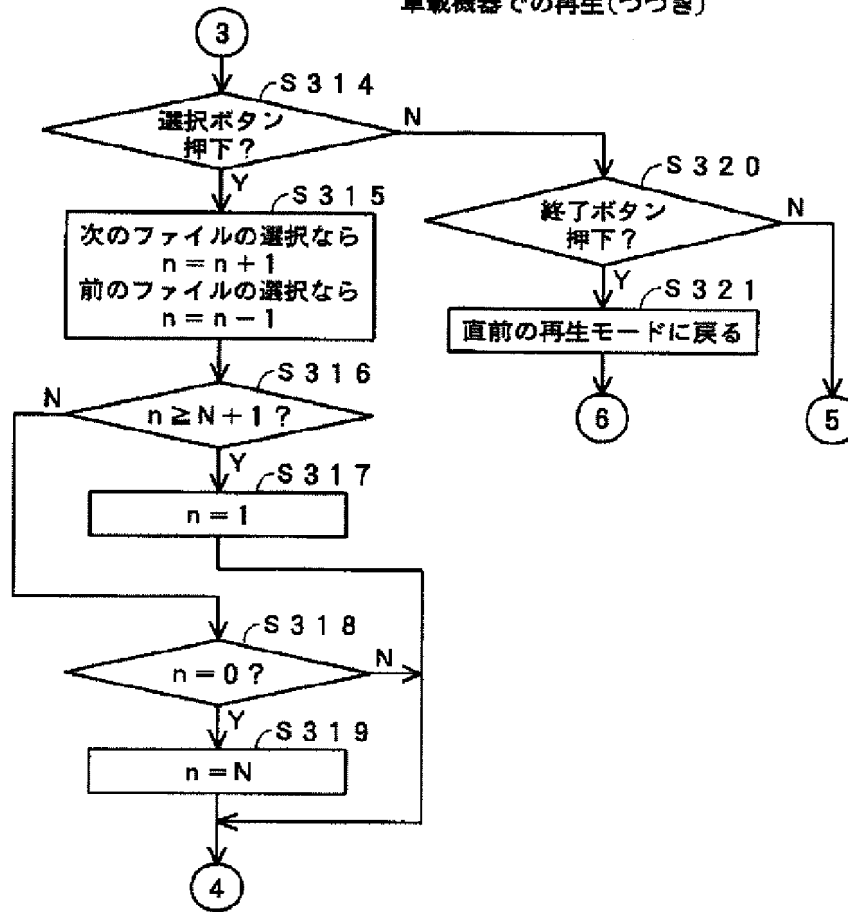 車載機器での再生(つづき)
3
S314
選択ボタン
押下?
N
Y
S315
次のファイルの選択なら
n=n+1
前のファイルの選択なら
n=n-1
S316
N
n≧N+1?
Y
S317
n=1
S318
n=0?
N
Y
S319
n=N
4
S320
終了ボタン
押下?
N
Y
S321
直前の再生モードに戻る
6
5